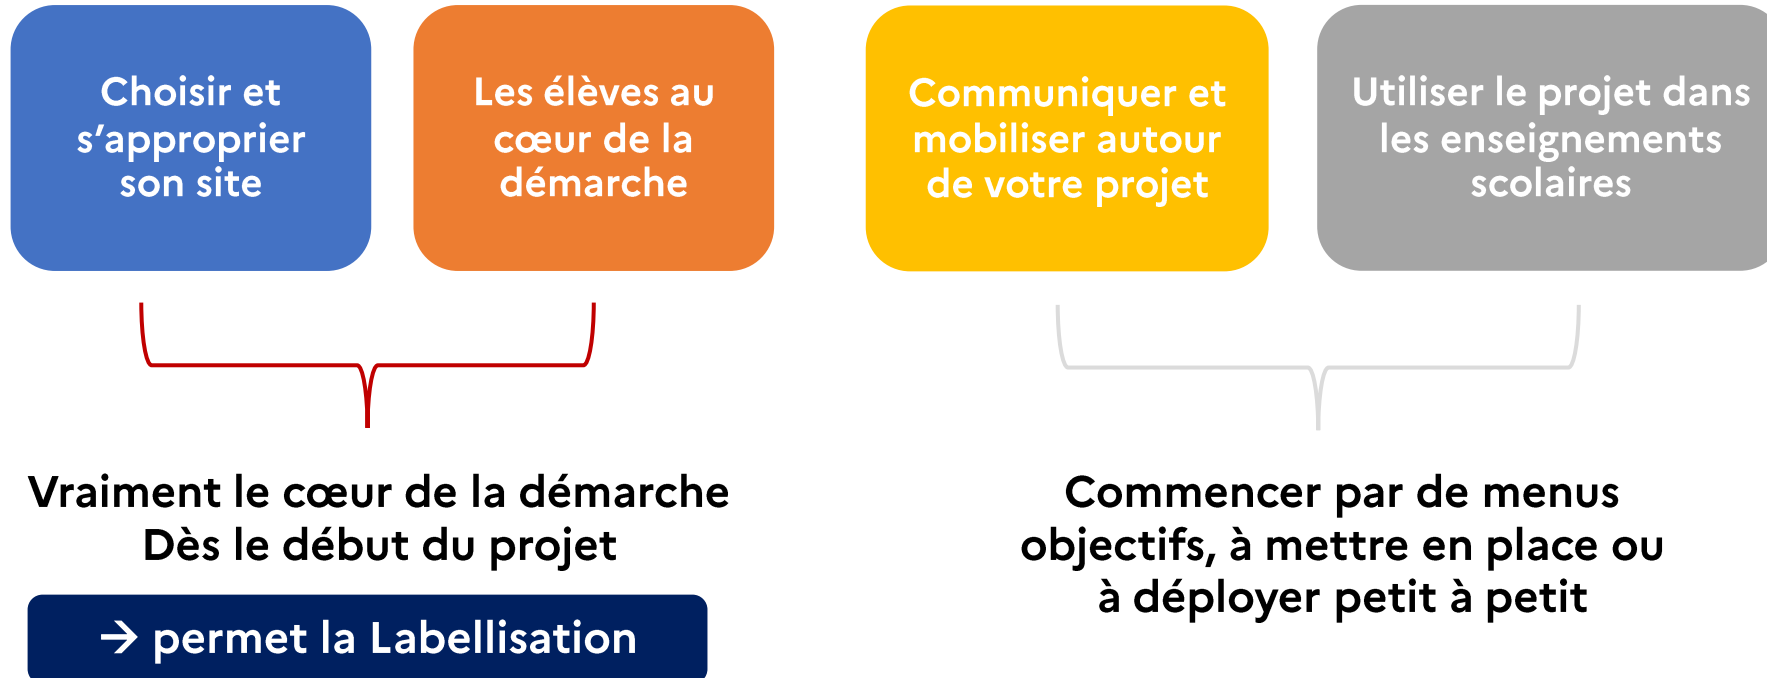 Choisir et
s’approprier
son site
Les élèves au
cœur de la
démarche
Communiquer et
mobiliser autour
de votre projet
Utiliser le projet dans
les enseignements
scolaires
Vraiment le cœur de la démarche
Dès le début du projet
→ permet la Labellisation
Commencer par de menus
objectifs, à mettre en place ou
à déployer petit à petit